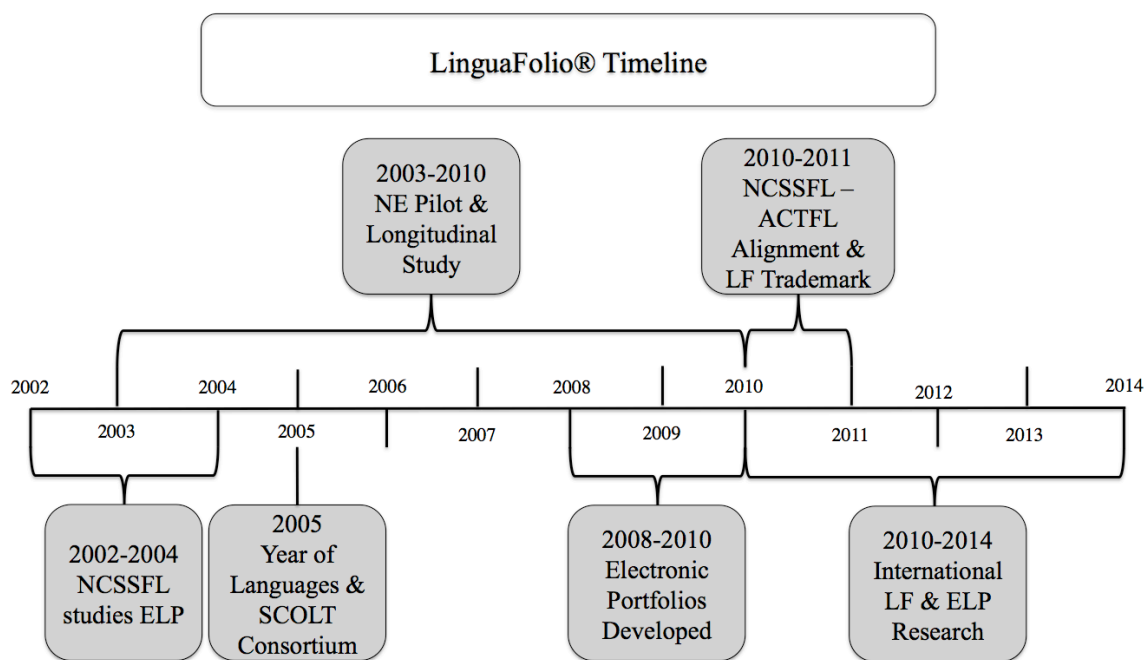 LinguaFolio® Timeline
2003-2010
NE Pilot &
Longitudinal
Study
2010-2011
NCSSFL –
ACTFL
Alignment &
LF Trademark
2002
2004
2006
2008
2010
2012
2014
2003
2005
2007
2009
2011
2013
2002-2004
NCSSFL
studies ELP
2005
Year of
Languages &
SCOLT
Consortium
2008-2010
Electronic
Portfolios
Developed
2010-2014
International
LF & ELP
Research